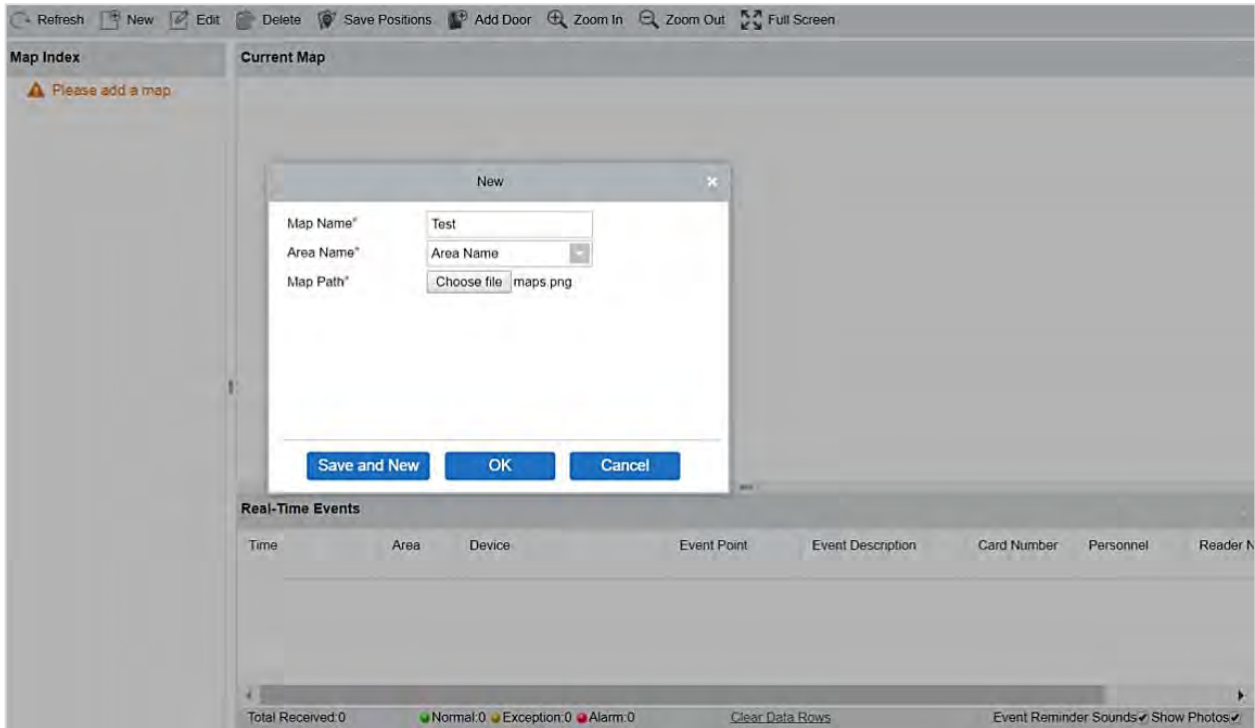 Refresh New Edit Delete Save Positions Add Door Zoom In Zoom Out Full Screen
Map Index
Current Map
Please add a map
New
Map Name*
Test
Area Name*
Area Name
Map Path*
Choose file maps.png
Save and New OK Cancel
Real-Time Events
Time Area Device Event Point Event Description Card Number Personnel Reader N
Total Received:0 Normal:0 Exception:0 Alarm:0 Clear Data Rows Event Reminder Sounds Show Photos